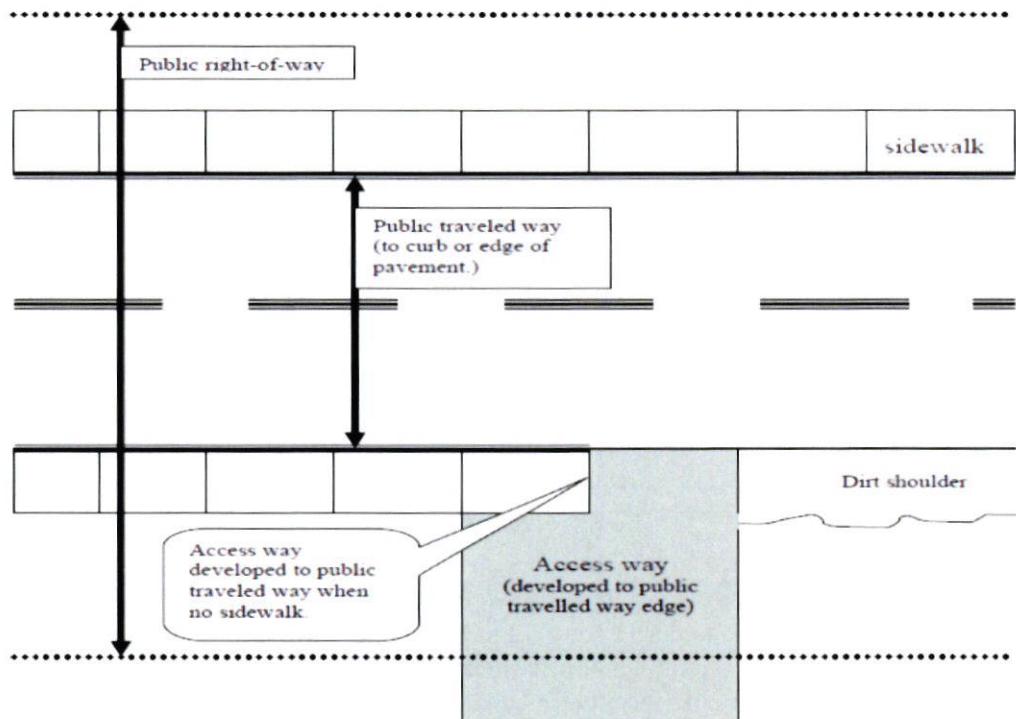 Public right-of-way
sidewalk
Public traveled way
(to curb or edge of
pavement.)
Dirt shoulder
Access way
developed to public
traveled way when
no sidewalk.
Access way
(developed to public
travelled way edge)